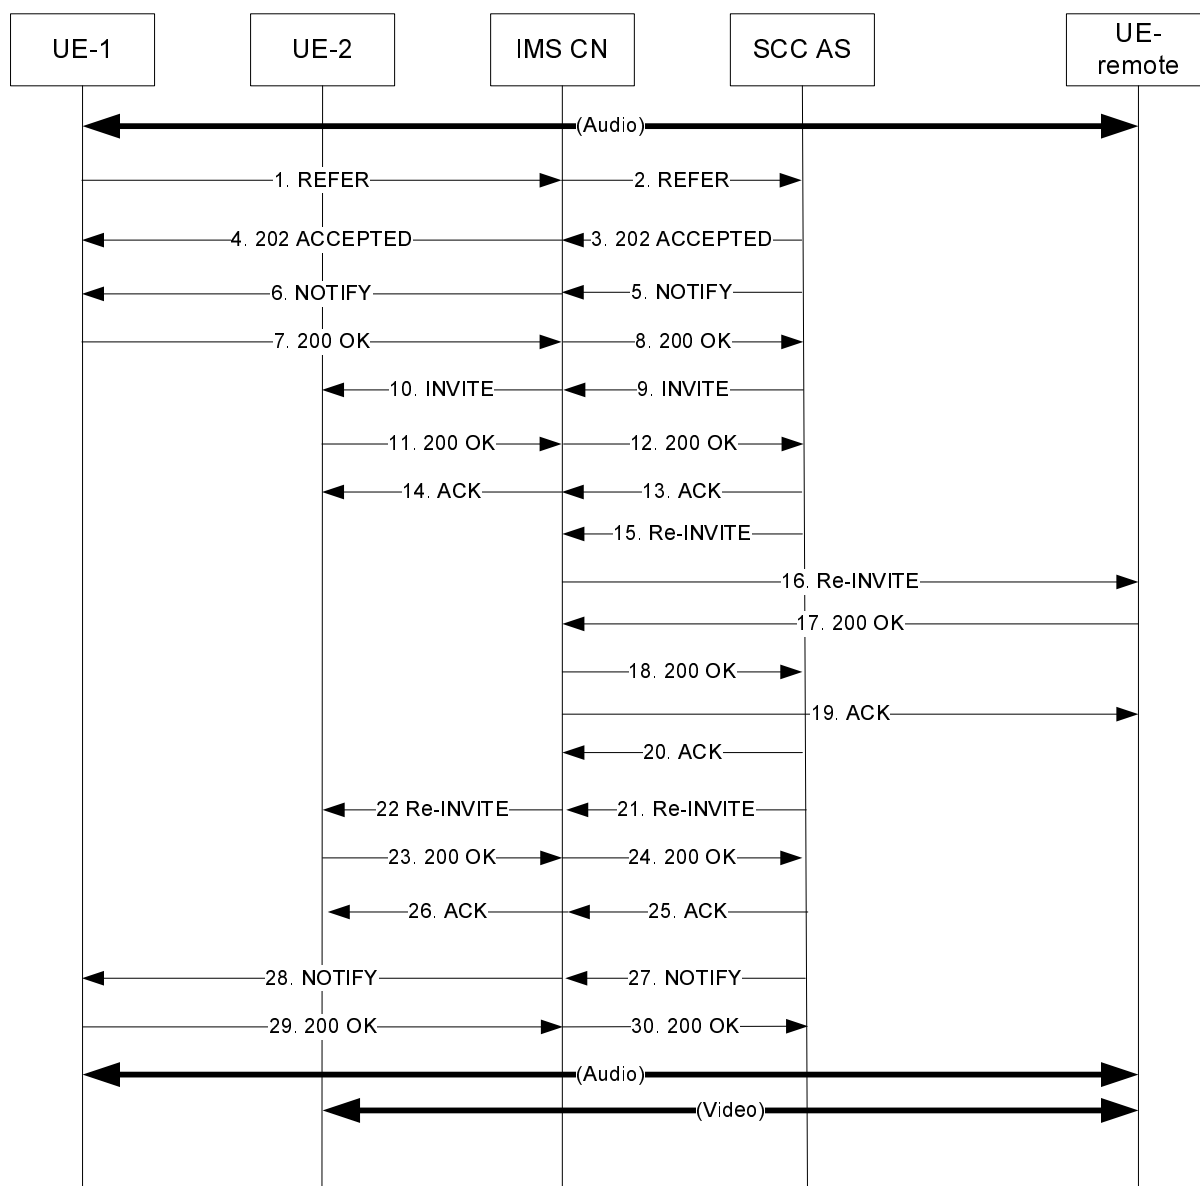 UE-1
UE-2
IMS CN
SCC AS
UE-
remote
(Audio)
1. REFER
2. REFER
4. 202 ACCEPTED
3. 202 ACCEPTED
6. NOTIFY
5. NOTIFY
7. 200 OK
8. 200 OK
10. INVITE
9. INVITE
11. 200 OK
12. 200 OK
14. ACK
13. ACK
15. Re-INVITE
16. Re-INVITE
17. 200 OK
18. 200 OK
19. ACK
20. ACK
22 Re-INVITE
21. Re-INVITE
23. 200 OK
24. 200 OK
26. ACK
25. ACK
28. NOTIFY
27. NOTIFY
29. 200 OK
30. 200 OK
(Audio)
(Video)